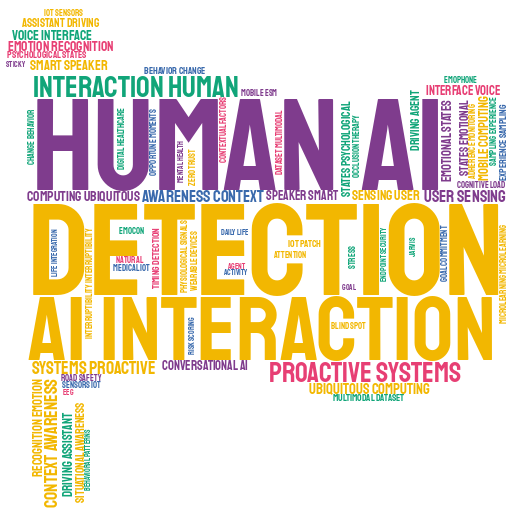 IOT SENSORS
ASSISTANT DRIVING
VOICE INTERFACE
EMOTION RECOGNITION
PSYCHOLOGICAL STATES
STICKY
SMART SPEAKER
BEHAVIOR CHANGE
INTERACTION HUMAN
MOBILE ESM
EMOPHONE
INTERFACE VOICE
HUMAN AI
CHANGE BEHAVIOR
DIGITAL HEALTHCARE
OPPORTUNE MOMENTS
MENTAL HEALTH
ZERO TRUST
CONTEXTUAL FACTORS
DATASET MULTIMODAL
STATES PSYCHOLOGICAL
OCCLUSION THERAPY
DRIVING AGENT
EMOTIONAL STATES
STATES EMOTIONAL
ADHERENCE MONITORING
MOBILE COMPUTING
SAMPLING EXPERIENCE
EXPERIENCE SAMPLING
COGNITIVE LOAD
COMPUTING UBIQUITOUS
AWARENESS CONTEXT
SPEAKER SMART
SENSING USER
USER SENSING
DETECTION
LIFE INTEGRATION
INTERRUPTIBILITY INTERRUPTIBILITY
EMOCON
NATURAL
MEDICAL IOT
TIMING DETECTION
PHYSIOLOGICAL SIGNALS
WEARABLE DEVICES
DAILY LIFE
AGENT
ACTIVITY
IOT PATCH
ATTENTION
STRESS
GOAL
ENDPOINT SECURITY
JARVIS
GOAL COMMITMENT
MICROLEARNING MICROLEARNING
AI INTERACTION
RISK SCORING
BLINDSPOT
SYSTEMS PROACTIVE
CONVERSATIONAL AI
PROACTIVE SYSTEMS
ROAD SAFETY
SENSORS IOT
EEG
UBIQUITOUS COMPUTING
MULTIMODAL DATASET
RECOGNITION EMOTION
CONTEXT AWARENESS
DRIVING ASSISTANT
SITUATIONAL AWARENESS
BEHAVIORAL PATTERNS